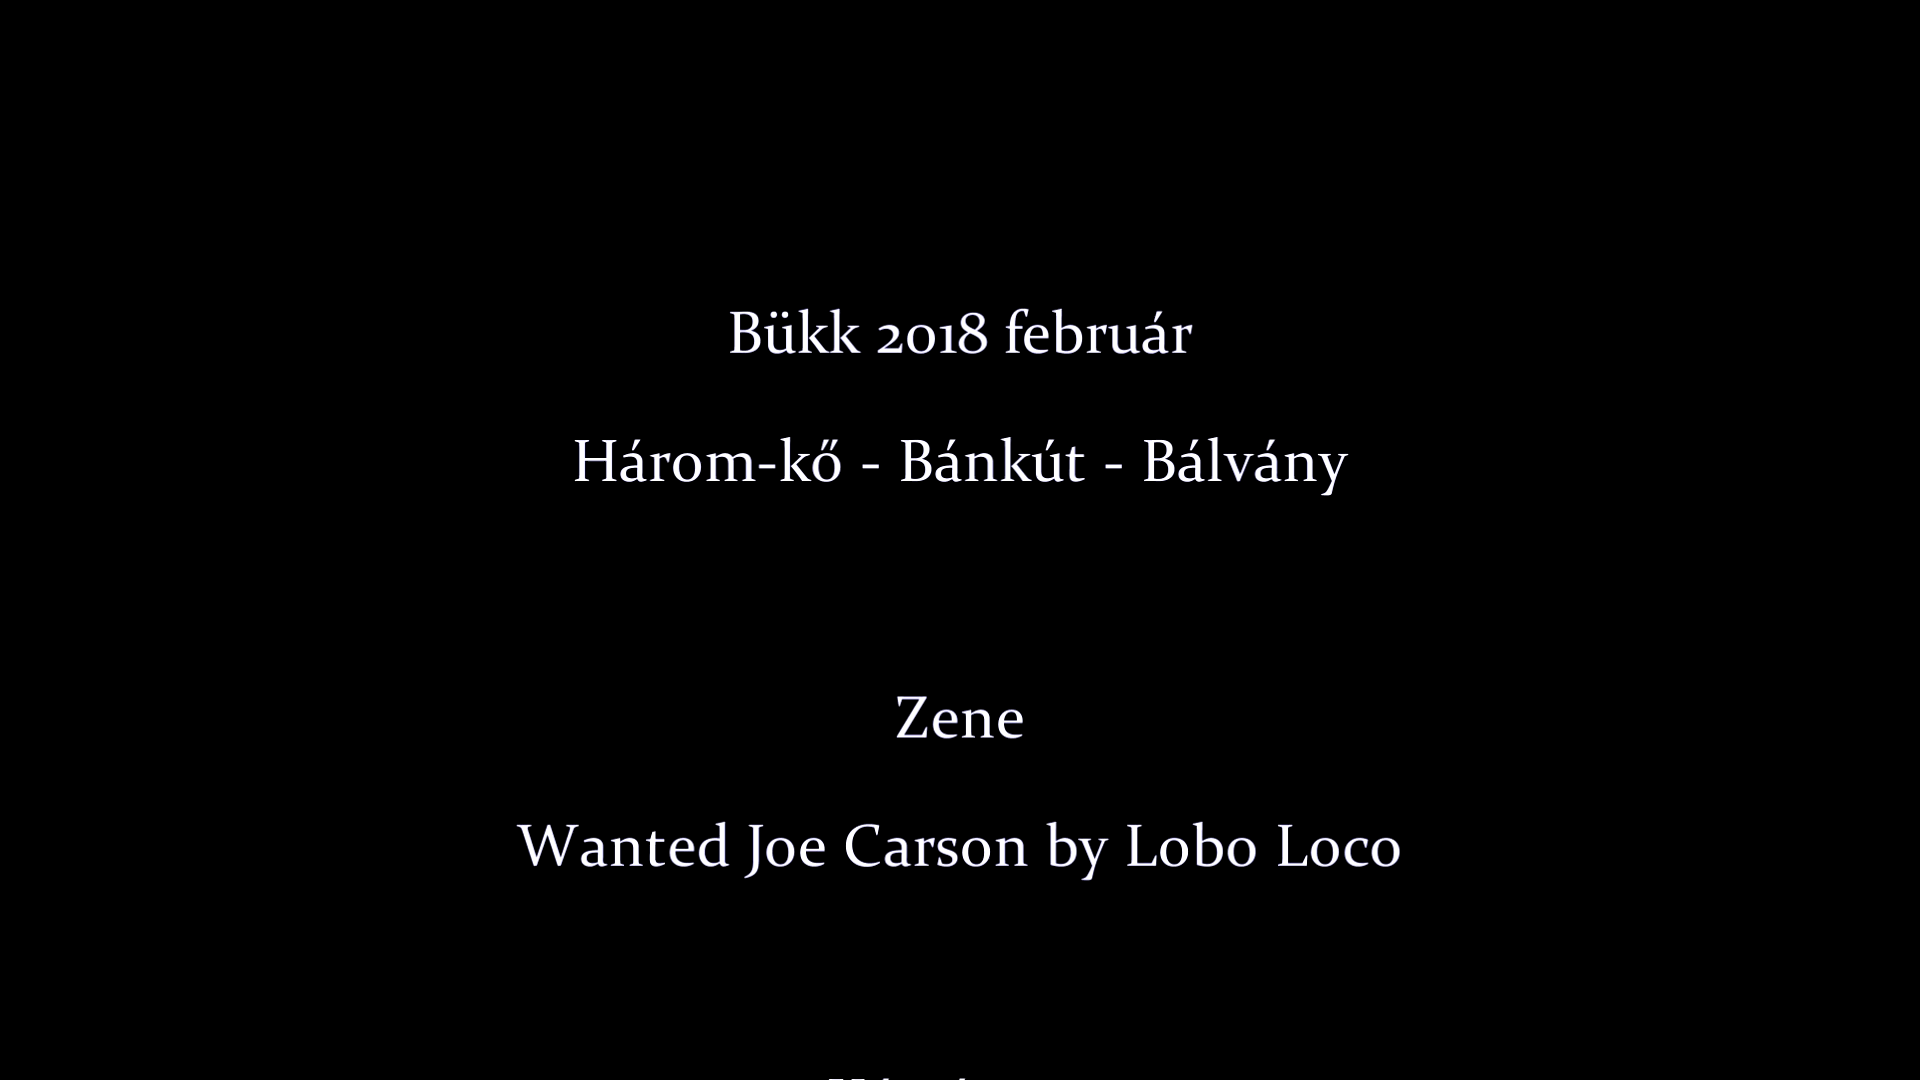 Bükk 2018 február
Három-kő - Bánkút - Bálvány
Zene
Wanted Joe Carson by Lobo Loco